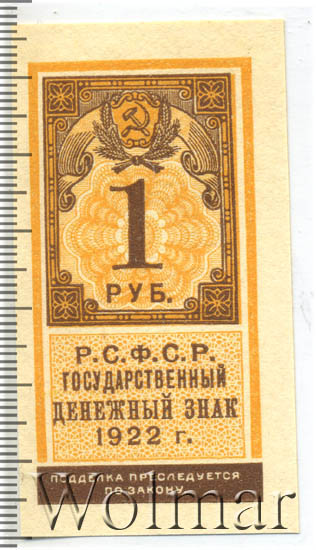 1
РУБ.
Р.С.Ф.С.Р.
ГОСУДАРСТВЕННЫЙ
ДЕНЕЖНЫЙ ЗНАК
1922 г.
ПОДДЕЛКА ПРЕСЛЕДУЕТСЯ
ПО ЗАКОНУ
Wolmar